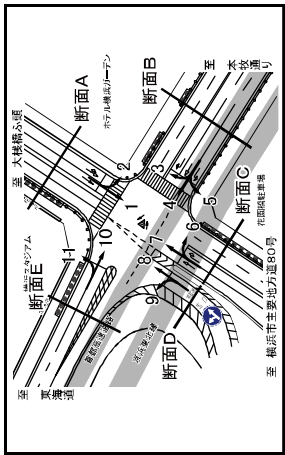 至 大桟橋ふ頭
断面A
ホテル横浜ガーデン
断面B
至 本牧通り
横浜スタジアム
断面E
11
10
2
3
1
4
5
6
7
8
9
断面C
花園橋駐車場
断面D
至 東海道
至 横浜市主要地方道80号